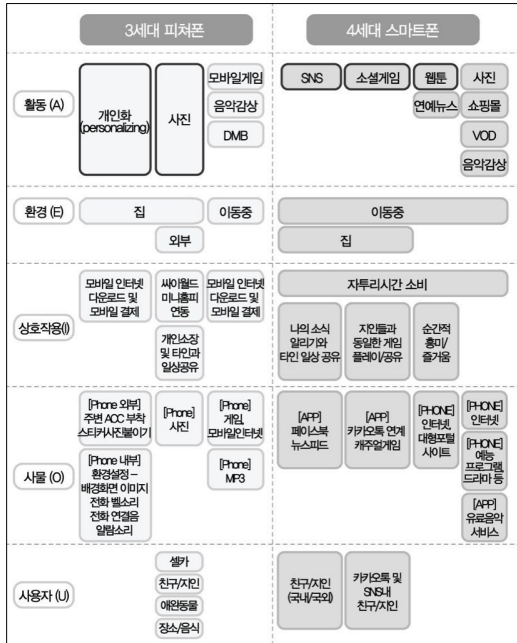 3세대 피쳐폰
4세대 스마트폰
활동 (A)
개인화
(personalizing)
사진
모바일게임
음악감상
DMB
SNS
소셜게임
웹툰
연예뉴스
사진
쇼핑몰
VOD
음악감상
환경 (E)
집
이동중
외부
이동중
집
상호작용(I)
모바일 인터넷
다운로드 및
모바일 결제
싸이월드
미니홈피
연동
개인소장
및 타인과
일상공유
모바일 인터넷
다운로드 및
모바일 결제
자투리시간 소비
나의 소식
알리기와
타인 일상 공유
지인들과
동일한 게임
플레이/공유
순간적
흥미/
즐거움
사물 (O)
[Phone 외부]
주변 ACC 부착
스티커사진붙이기
[Phone 내부]
환경설정 –
배경화면 이미지
전화 벨소리
전화 연결음
알람소리
[Phone]
사진
[Phone]
게임,
모바일인터넷
[Phone]
MP3
[APP]
페이스북
뉴스피드
[APP]
카카오톡 연계
캐주얼게임
[PHONE]
인터넷,
대형포털
사이트
[PHONE]
인터넷
[PHONE]
예능
프로그램,
드라마 등
[APP]
유료음악
서비스
사용자 (U)
셀카
친구/지인
애완동물
장소/음식
친구/지인
(국내/국외)
카카오톡 및
SNS내
친구/지인